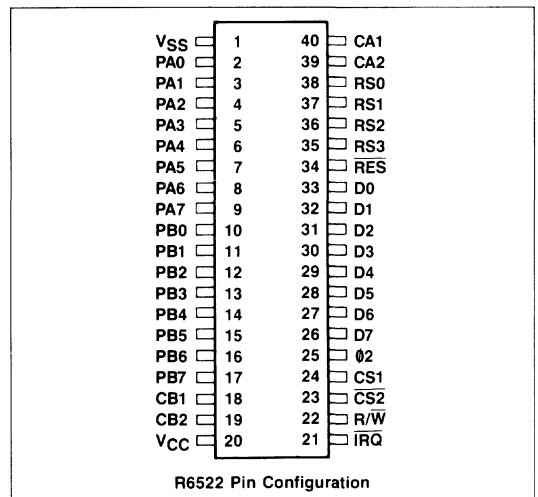 VSS 1 40 CA1
PA0 2 39 CA2
PA1 3 38 RS0
PA2 4 37 RS1
PA3 5 36 RS2
PA4 6 35 RS3
PA5 7 34 R̅E̅S̅
PA6 8 33 D0
PA7 9 32 D1
PB0 10 31 D2
PB1 11 30 D3
PB2 12 29 D4
PB3 13 28 D5
PB4 14 27 D6
PB5 15 26 D7
PB6 16 25 Ø2
PB7 17 24 CS1
CB1 18 23 C̅S̅2̅
CB2 19 22 R/W̅
VCC 20 21 I̅R̅Q̅
R6522 Pin Configuration